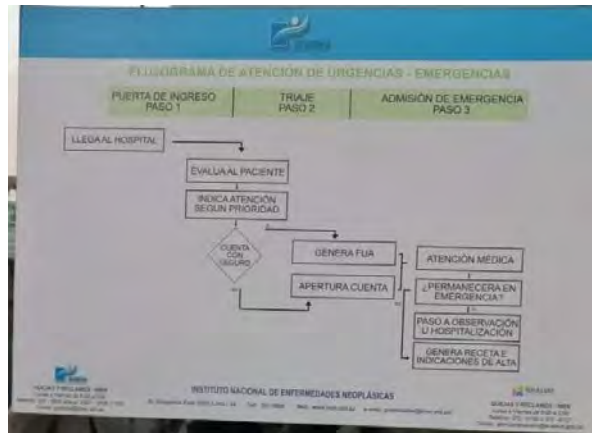 FLUJOGRAMA DE ATENCIÓN DE URGENCIAS - EMERGENCIAS
PUERTA DE INGRESO
PASO 1
TRIAJE
PASO 2
ADMISIÓN DE EMERGENCIA
PASO 3
LLEGA AL HOSPITAL
EVALUA AL PACIENTE
INDICA ATENCIÓN
SEGUN PRIORIDAD
CUENTA
CON
SEGURO
GENERA FUA
APERTURA CUENTA
ATENCIÓN MÉDICA
¿PERMANECERA EN
EMERGENCIA?
PASO A OBSERVACIÓN
U HOSPITALIZACIÓN
GENERA RECETA E
INDICACIONES DE ALTA
INSTITUTO NACIONAL DE ENFERMEDADES NEOPLÁSICAS